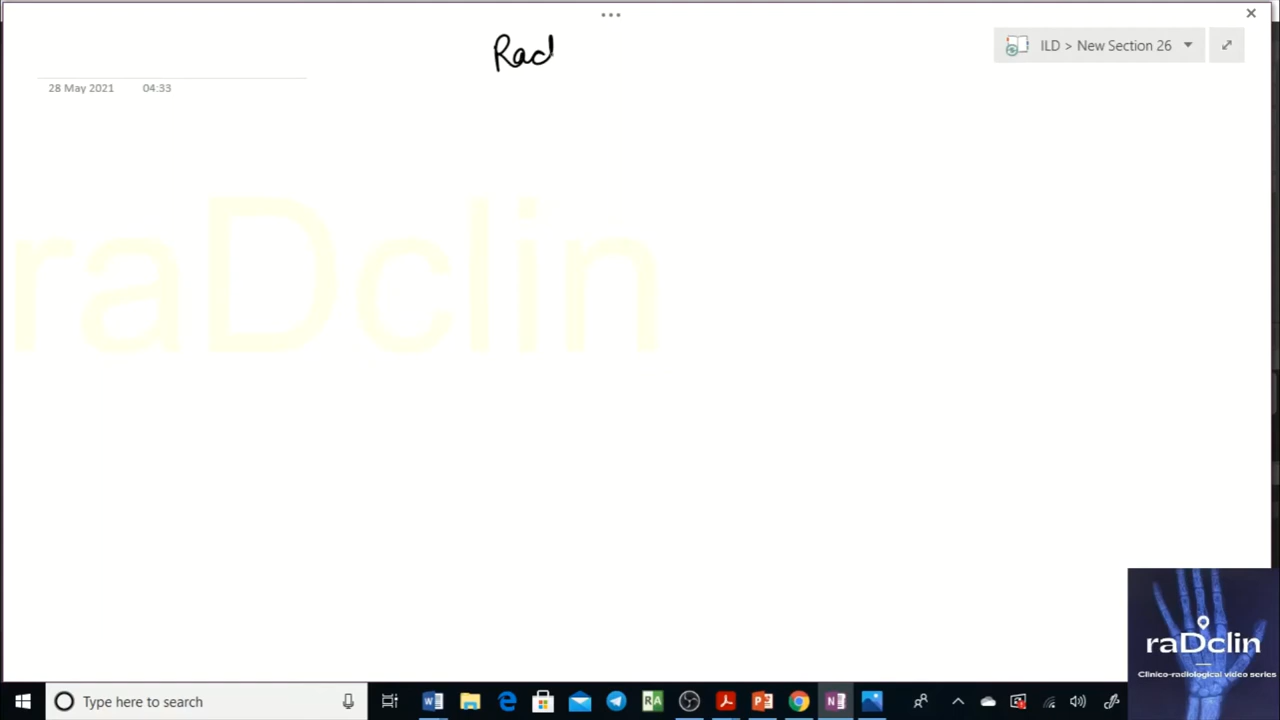 Rad
ILD > New Section 26
28 May 2021 04:33
raDclin
raDclin
Clinico-radiological video series
Type here to search